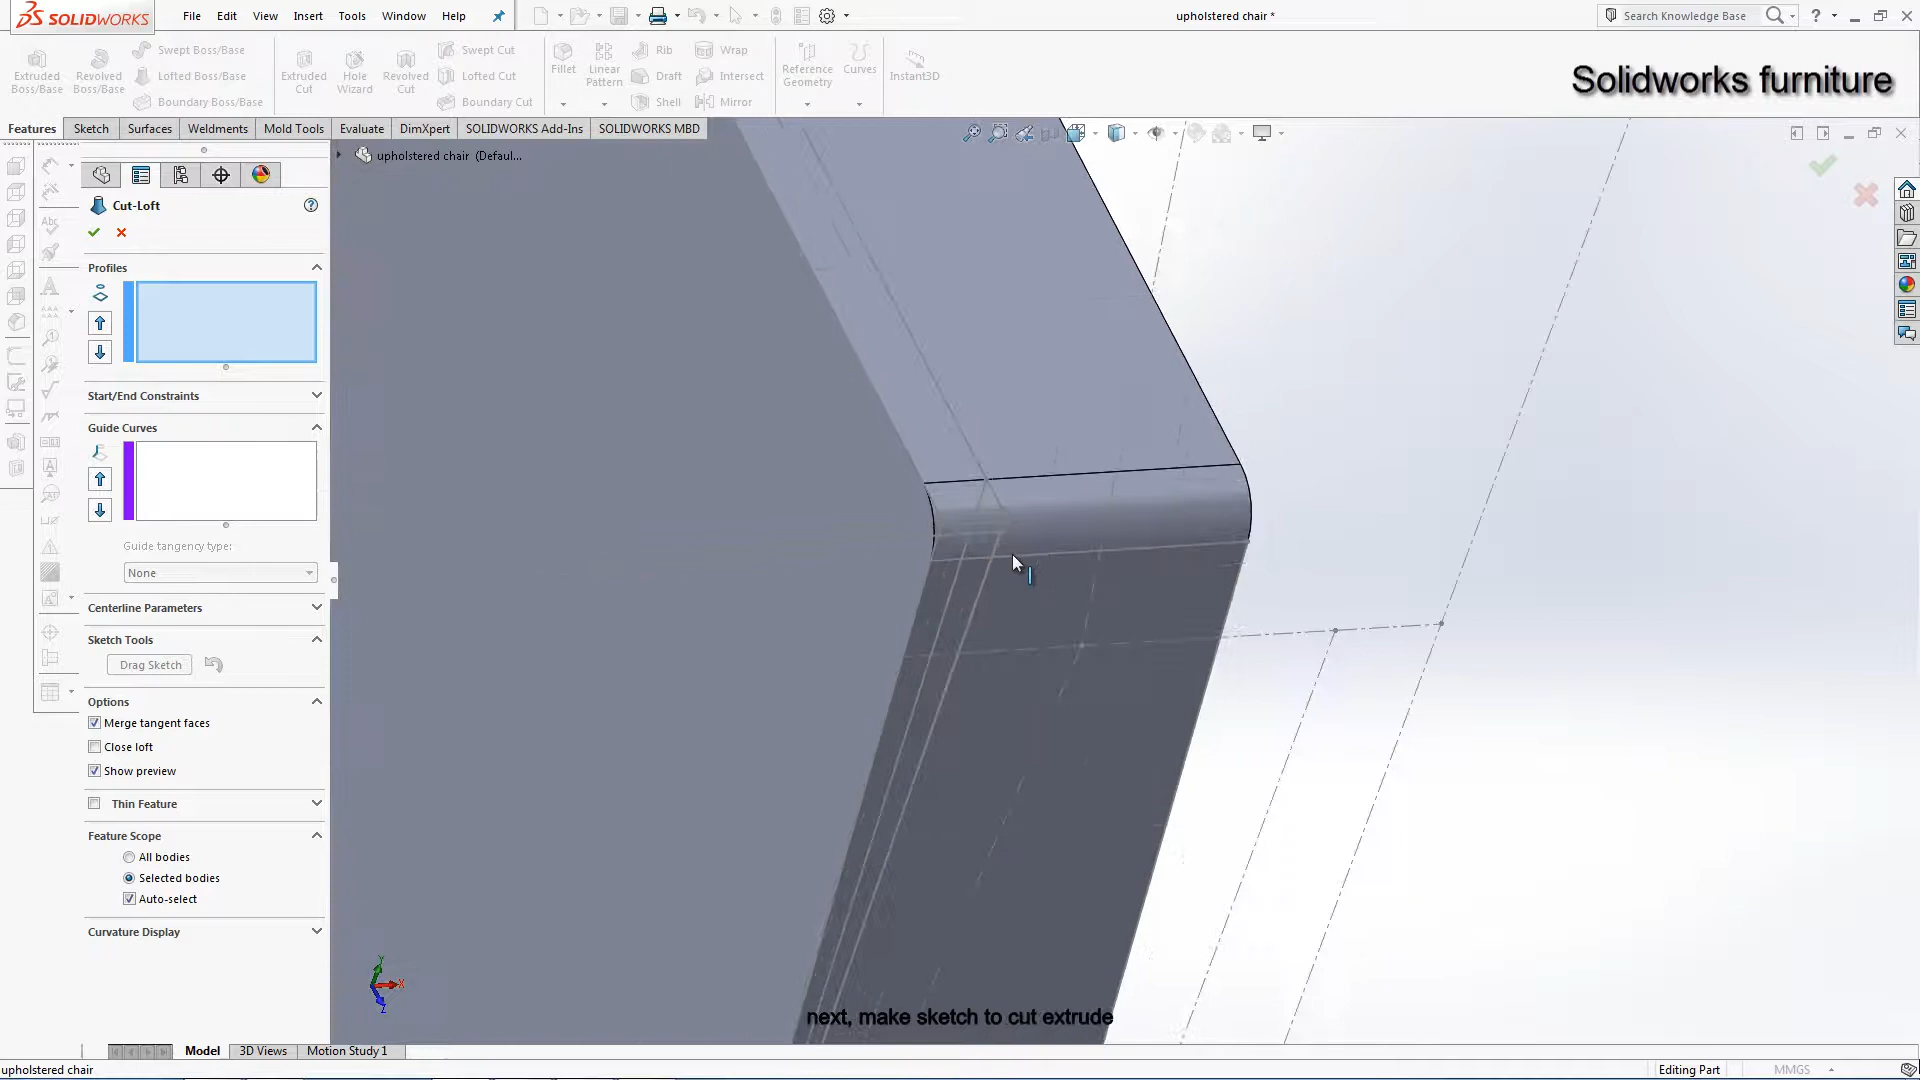 SOLIDWORKS
File Edit View Insert Tools Window Help
upholstered chair *
Search Knowledge Base
Extruded Boss/Base
Revolved Boss/Base
Swept Boss/Base
Lofted Boss/Base
Boundary Boss/Base
Extruded Cut
Hole Wizard
Revolved Cut
Swept Cut
Lofted Cut
Boundary Cut
Fillet
Linear Pattern
Rib
Draft
Shell
Wrap
Intersect
Mirror
Reference Geometry
Curves
Instant3D
Solidworks furniture
Features Sketch Surfaces Weldments Mold Tools Evaluate DimXpert SOLIDWORKS Add-Ins SOLIDWORKS MBD
upholstered chair (Defaul...
Cut-Loft
Profiles
Start/End Constraints
Guide Curves
Guide tangency type:
None
Centerline Parameters
Sketch Tools
Drag Sketch
Options
Merge tangent faces
Close loft
Show preview
Thin Feature
Feature Scope
All bodies
Selected bodies
Auto-select
Curvature Display
Y
X
Z
next, make sketch to cut extrude
Model 3D Views Motion Study 1
upholstered chair
Editing Part
MMGS